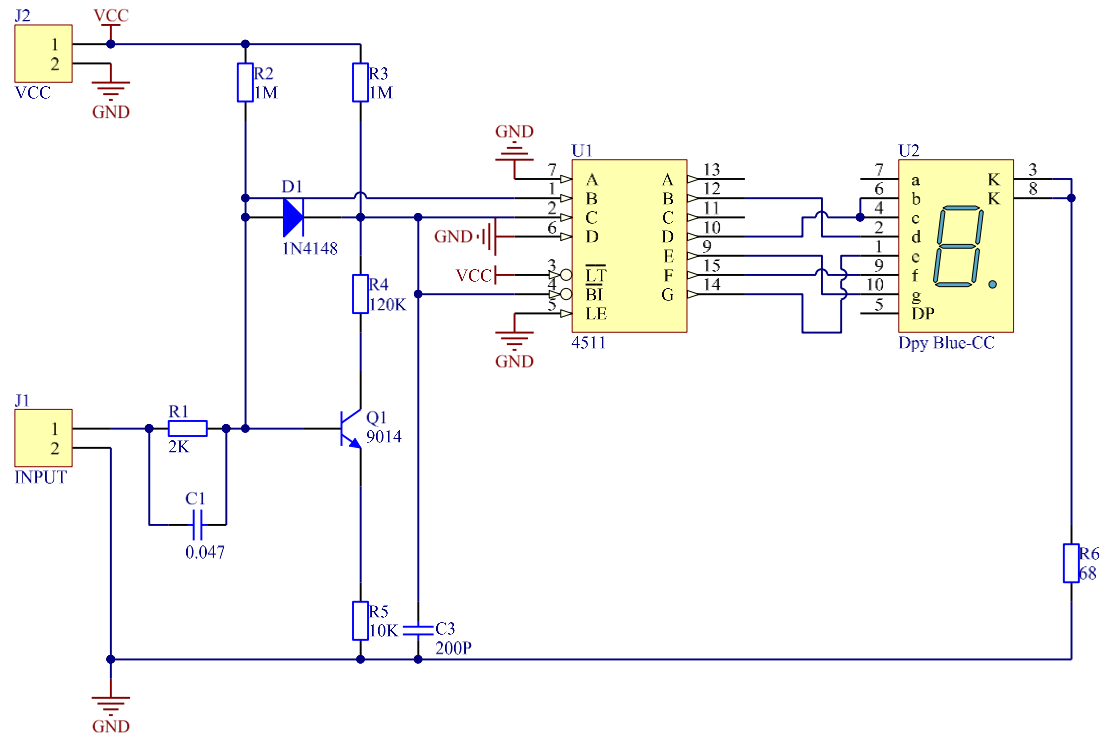 J2
1
2
VCC
VCC
GND
R2
1M
R3
1M
D1
1N4148
R4
120K
GND
U1
7
1
2
6
3
4
5
A
B
C
D
LT
BI
LE
A
B
C
D
E
F
G
13
12
11
10
9
15
14
4511
GND
VCC
GND
U2
7
6
4
2
1
9
10
5
a
b
c
d
e
f
g
DP
K
K
3
8
Dpy Blue-CC
J1
1
2
INPUT
R1
2K
C1
0.047
Q1
9014
R5
10K
C3
200P
R6
68
GND